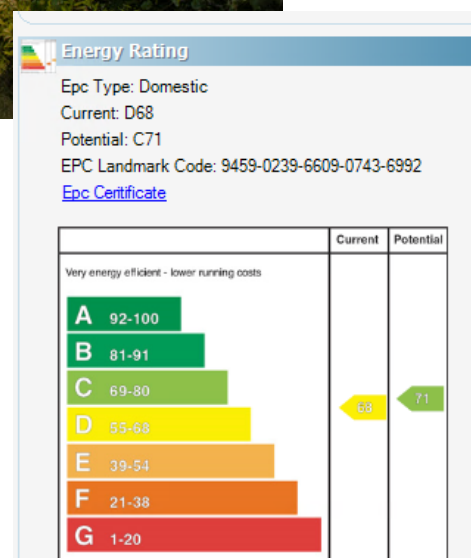 Energy Rating
Epc Type: Domestic
Current: D68
Potential: C71
EPC Landmark Code: 9459-0239-6609-0743-6992
Epc Ceritificate
Current Potential
Very energy efficient - lower running costs
A 92-100
B 81-91
C 69-80
D 55-68
E 39-54
F 21-38
G 1-20
68
71